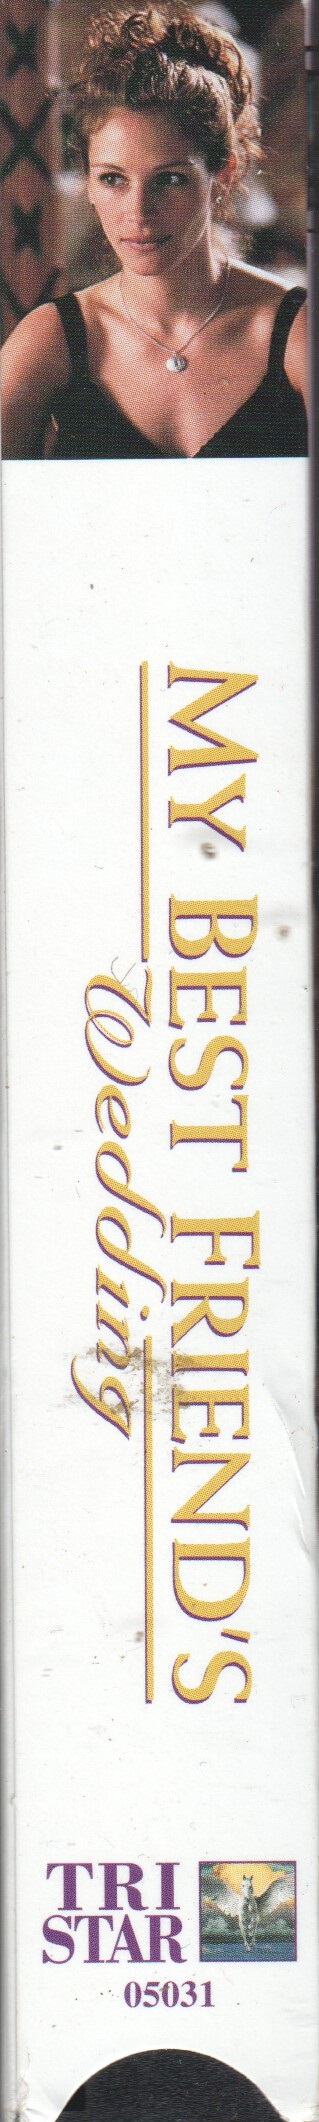 MY BEST FRIEND'S
Wedding
TRI
STAR
05031